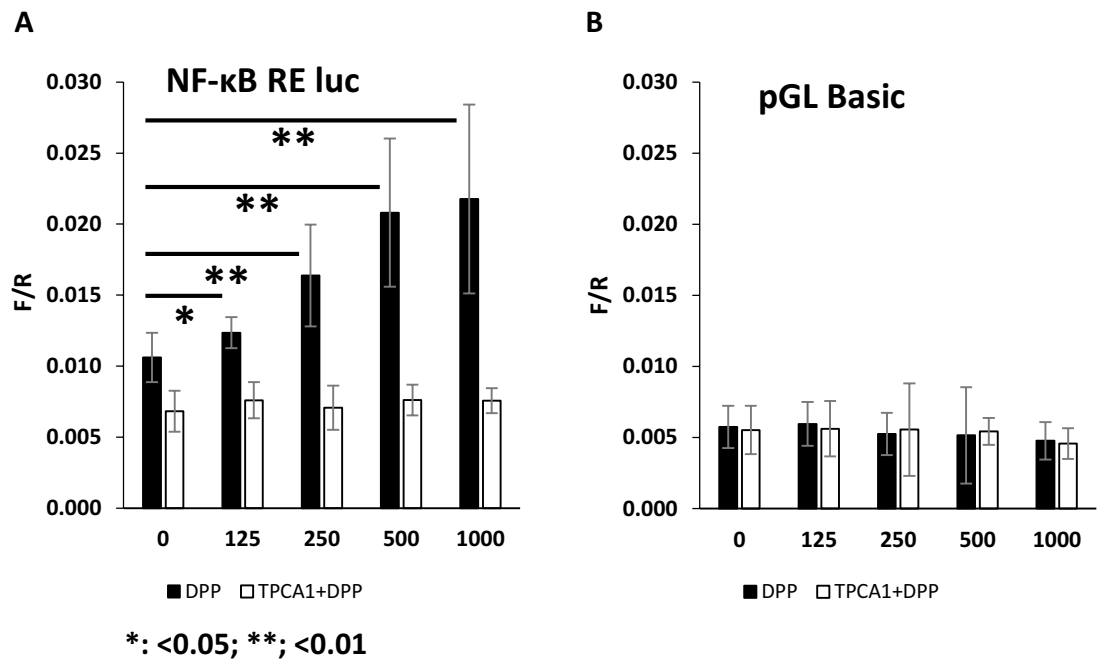 A
NF-κB RE luc
0.030
0.025
0.020
0.015
0.010
0.005
0.000
F/R
**
**
**
*
0 125 250 500 1000
DPP TPCA1+DPP
*: <0.05; **; <0.01
B
pGL Basic
0.030
0.025
0.020
0.015
0.010
0.005
0.000
F/R
0 125 250 500 1000
DPP TPCA1+DPP